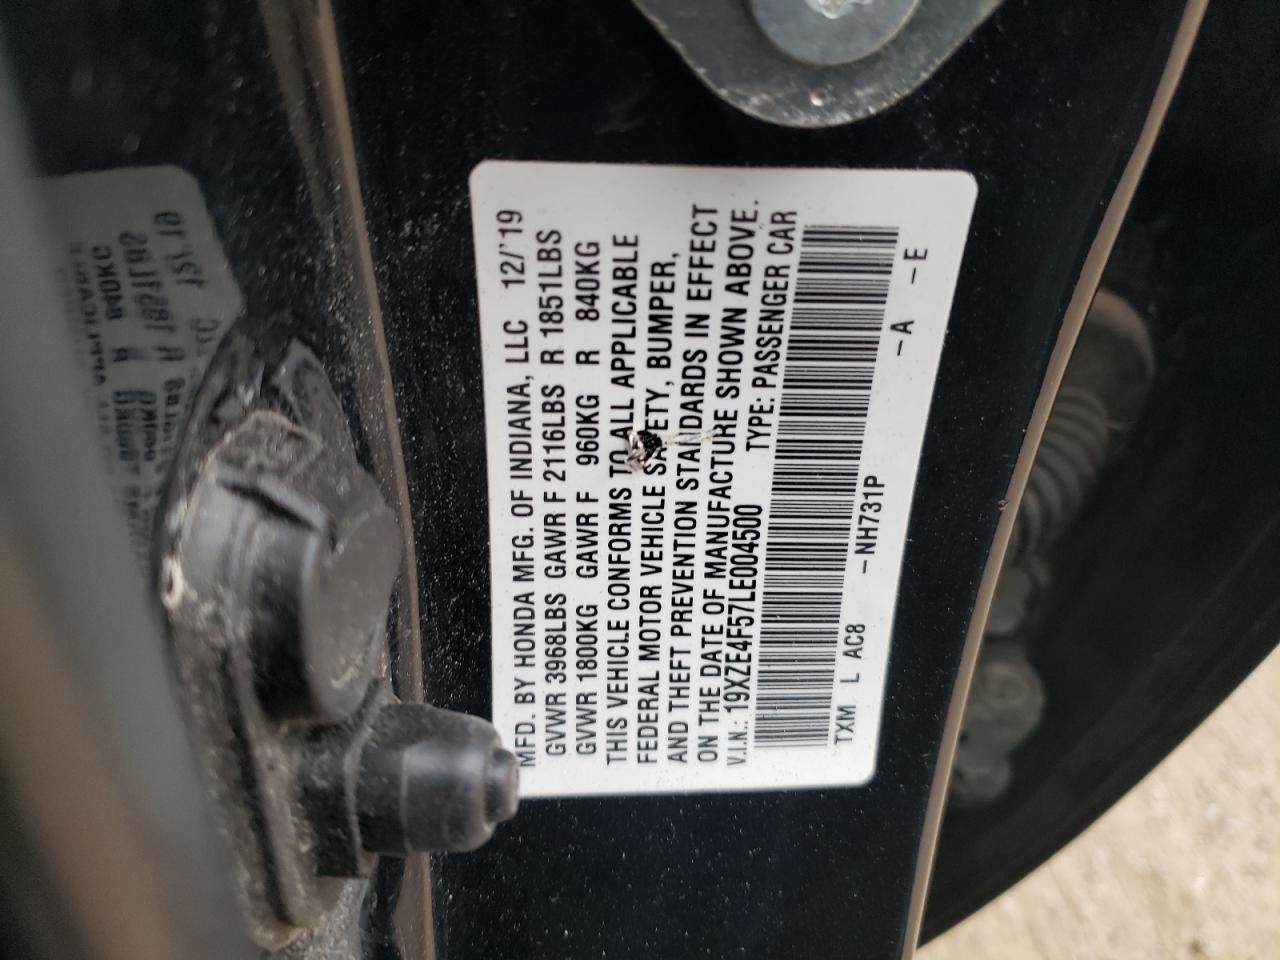 MFD. BY HONDA MFG. OF INDIANA, LLC 12/'19
GVWR 3968LBS GAWR F 2116LBS R 1851LBS
GVWR 1800KG GAWR F 960KG R 840KG
THIS VEHICLE CONFORMS TO ALL APPLICABLE
FEDERAL MOTOR VEHICLE SAFETY, BUMPER,
AND THEFT PREVENTION STANDARDS IN EFFECT
ON THE DATE OF MANUFACTURE SHOWN ABOVE.
V.I.N.: 19XZE4F57LE004500 TYPE: PASSENGER CAR
TXM L AC8 -NH731P -A -E